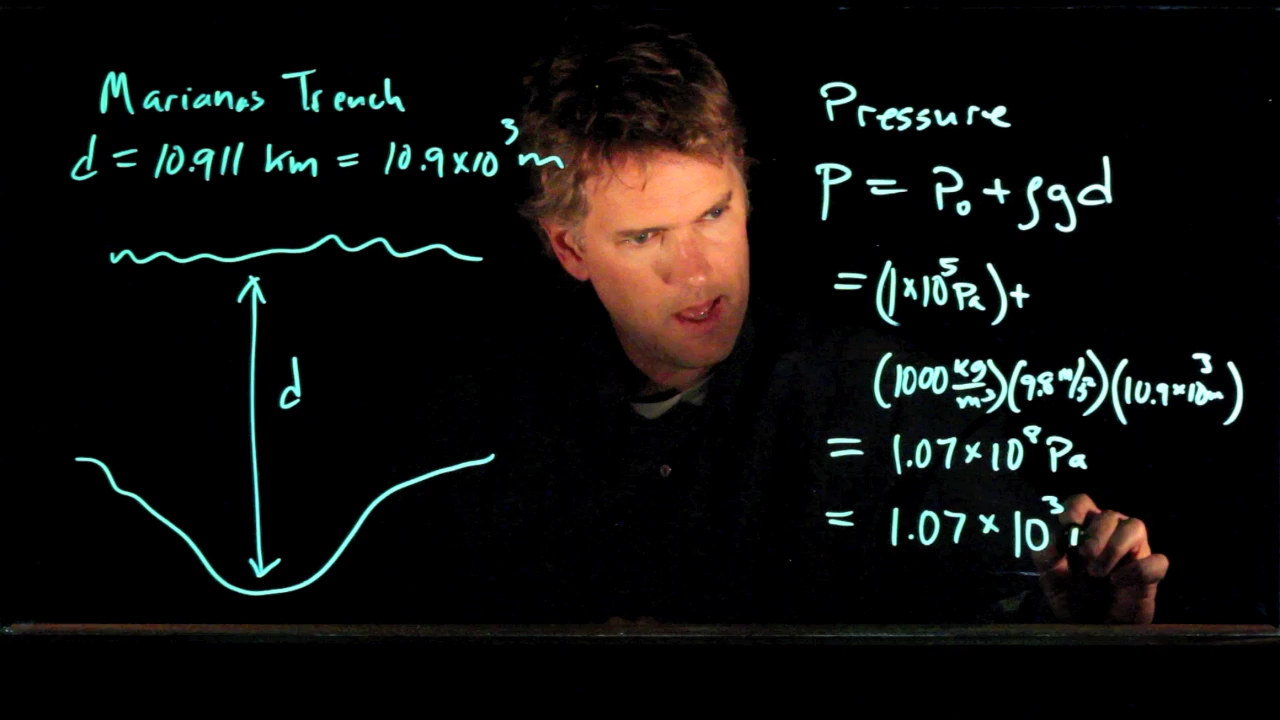 Marianas Trench
d = 10.911 km = 10.9×10³ m
d
Pressure
P = P₀ + ρgd
= (1×10⁵ Pa) +
(1000 kg/m³)(9.8 m/s²)(10.9×10³ m)
= 1.07×10⁸ Pa
= 1.07×10³